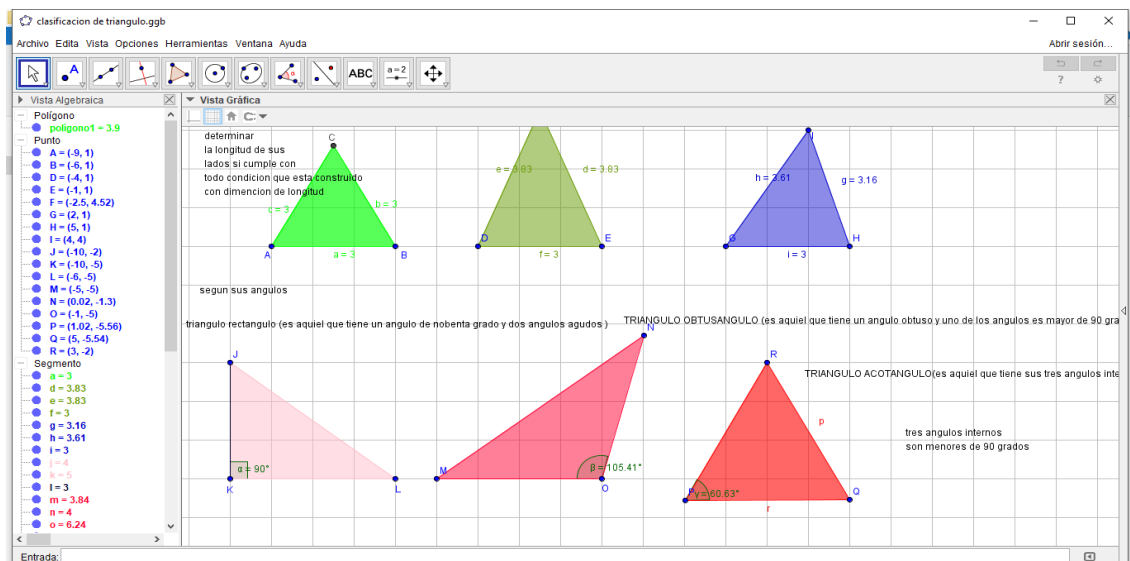 clasificacion de triangulo.ggb
Archivo Edita Vista Opciones Herramientas Ventana Ayuda
Abrir sesión...
A
ABC
a=2
α
?
Vista Algebraica
Vista Gráfica
Polígono
polígono1 = 3.9
Punto
A = (-9, 1)
B = (-6, 1)
D = (-4, 1)
E = (-1, 1)
F = (-2.5, 4.52)
G = (2, 1)
H = (5, 1)
I = (4, 4)
J = (-10, -2)
K = (-10, -5)
L = (-6, -5)
M = (-5, -5)
N = (0.02, -1.3)
O = (-1, -5)
P = (1.02, -5.56)
Q = (5, -5.54)
R = (3, -2)
Segmento
a = 3
d = 3.83
e = 3.83
f = 3
g = 3.16
h = 3.61
i = 3
j = 4
k = 5
l = 3
m = 3.84
n = 4
o = 6.24
determinar
la longitud de sus
lados si cumple con
todo condicion que esta construido
con dimencion de longitud
C
c = 3
b = 3
A
a = 3
B
e = 3.83
d = 3.83
D
E
f = 3
I
h = 3.61
g = 3.16
G
H
i = 3
segun sus angulos
triangulo rectangulo (es aquiel que tiene un angulo de nobenta grado y dos angulos agudos )
TRIANGULO OBTUSANGULO (es aquiel que tiene un angulo obtuso y uno de los angulos es mayor de 90 gra
TRIANGULO ACOTANGULO(es aquiel que tiene sus tres angulos inte
tres angulos internos
son menores de 90 grados
J
α = 90°
K
L
N
M
β = 105.41°
O
R
p
P
γ = 60.63°
Q
r
Entrada: